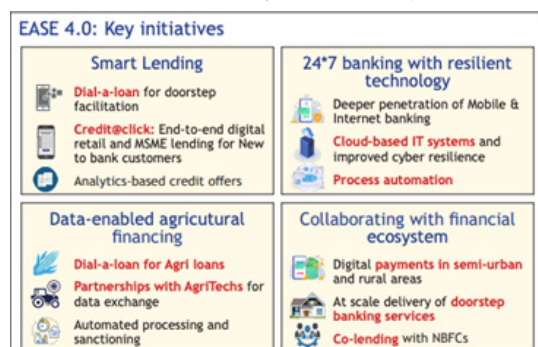 EASE 4.0: Key initiatives
Smart Lending
Dial-a-loan for doorstep
facilitation
Credit@click: End-to-end digital
retail and MSME lending for New
to bank customers
Analytics-based credit offers
24*7 banking with resilient
technology
Deeper penetration of Mobile &
Internet banking
Cloud-based IT systems and
improved cyber resilience
Process automation
Data-enabled agricutural
financing
Dial-a-loan for Agri loans
Partnerships with AgriTechs for
data exchange
Automated processing and
sanctioning
Collaborating with financial
ecosystem
Digital payments in semi-urban
and rural areas
At scale delivery of doorstep
banking services
Co-lending with NBFCs